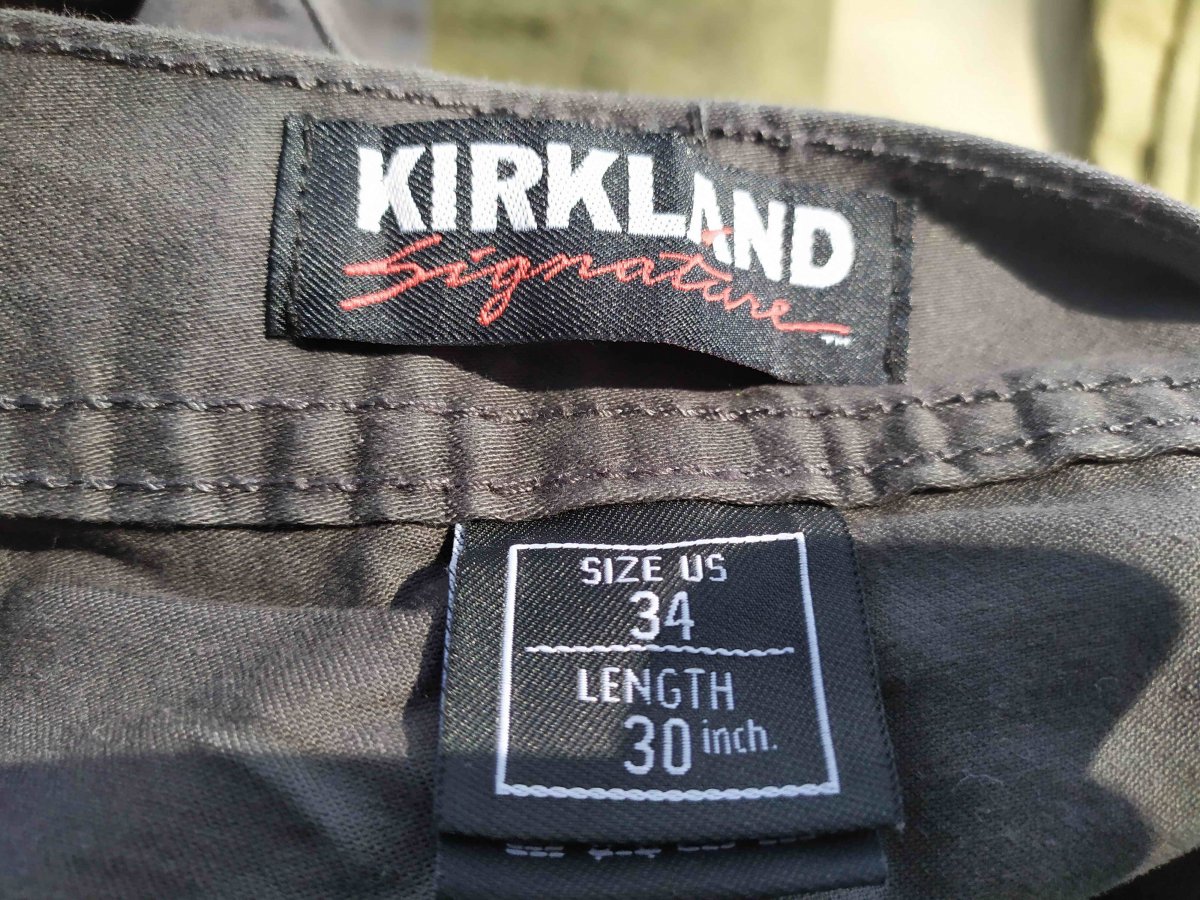 KIRKLAND
Signature
SIZE US
34
LENGTH
30 inch.